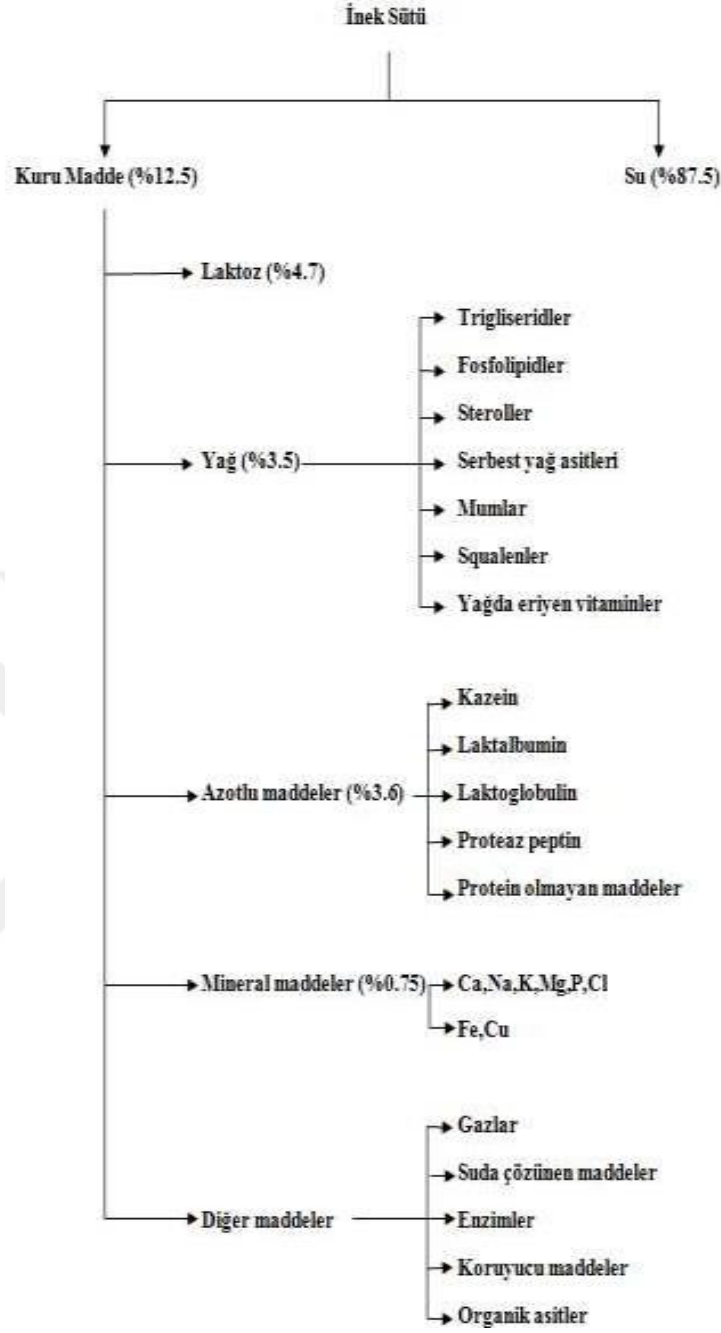 İnek Sütü
Kuru Madde (%12.5)
Su (%87.5)
Laktoz (%4.7)
Yağ (%3.5)
Trigliseridler
Fosfolipidler
Steroller
Serbest yağ asitleri
Mumlar
Squalenler
Yağda eriyen vitaminler
Azotlu maddeler (%3.6)
Kazein
Laktalbumin
Laktoglobulin
Proteaz peptin
Protein olmayan maddeler
Mineral maddeler (%0.75)
Ca,Na,K,Mg,P,Cl
Fe,Cu
Diğer maddeler
Gazlar
Suda çözünen maddeler
Enzimler
Koruyucu maddeler
Organik asitler